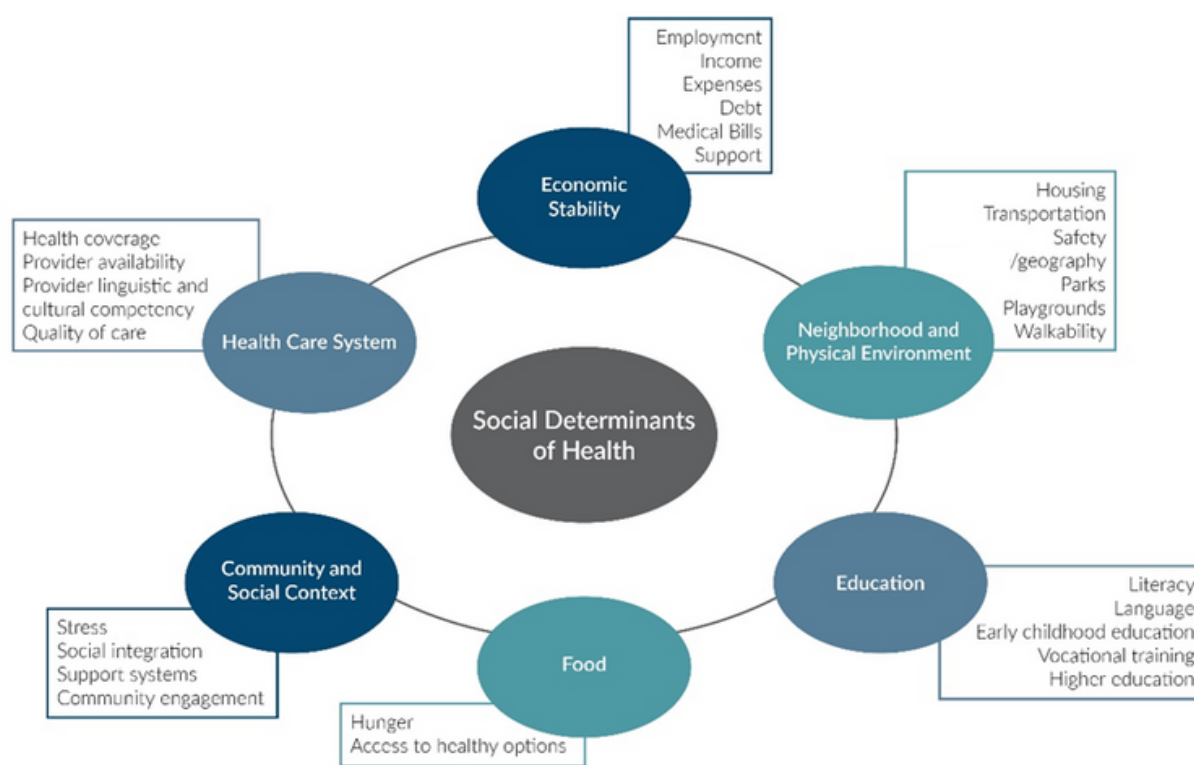 Social Determinants
of Health
Economic
Stability
Employment
Income
Expenses
Debt
Medical Bills
Support
Neighborhood and
Physical Environment
Housing
Transportation
Safety
/geography
Parks
Playgrounds
Walkability
Education
Literacy
Language
Early childhood education
Vocational training
Higher education
Food
Hunger
Access to healthy options
Community and
Social Context
Stress
Social integration
Support systems
Community engagement
Health Care System
Health coverage
Provider availability
Provider linguistic and
cultural competency
Quality of care